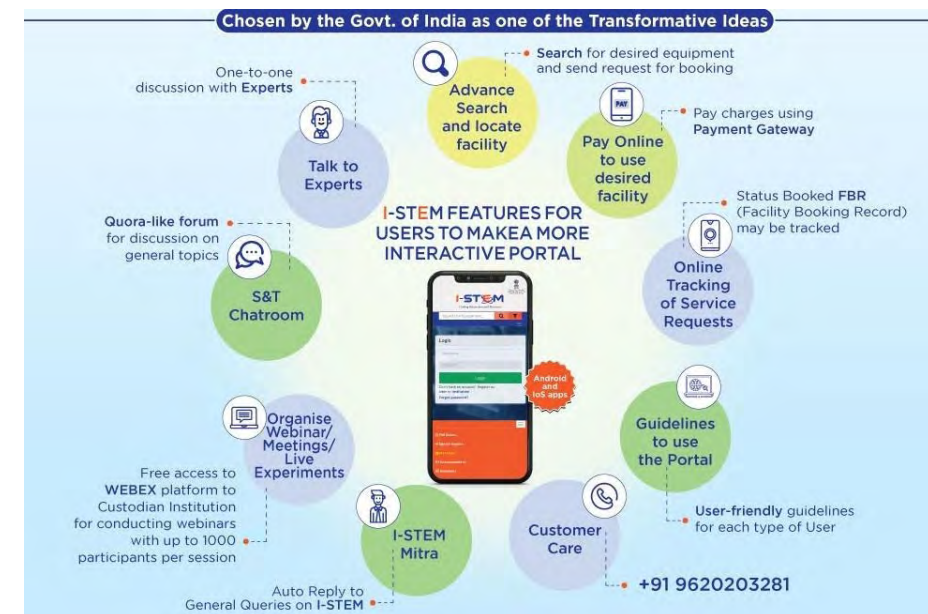 Chosen by the Govt. of India as one of the Transformative Ideas
Search for desired equipment
and send request for booking
Advance
Search
and locate
facility
One-to-one
discussion with Experts
Talk to
Experts
Pay charges using
Payment Gateway
PAY
Pay Online
to use
desired
facility
I-STEM FEATURES FOR
USERS TO MAKEA MORE
INTERACTIVE PORTAL
Status Booked FBR
(Facility Booking Record)
may be tracked
Online
Tracking
of Service
Requests
Quora-like forum
for discussion on
general topics
S&T
Chatroom
I-STEM
Login
Login
Forgot password?
Android
and
IoS apps
Guidelines
to use
the Portal
User-friendly guidelines
for each type of User
Organise
Webinar/
Meetings/
Live
Experiments
Free access to
WEBEX platform to
Custodian Institution
for conducting webinars
with up to 1000
participants per session
I-STEM
Mitra
Auto Reply to
General Queries on I-STEM
Customer
Care
+91 9620203281